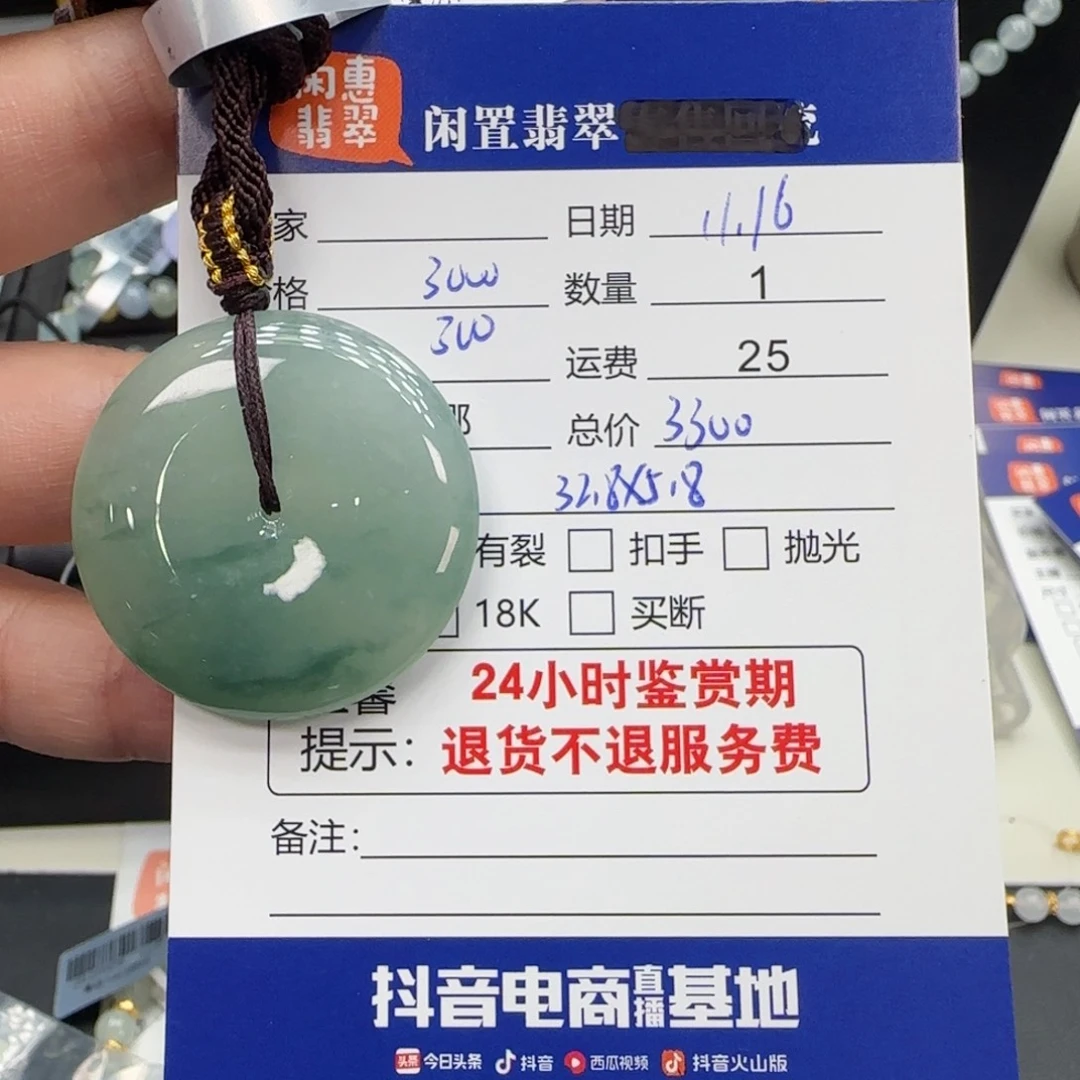 闲惠
翡翠
闲置翡翠
家 日期 11.16
格 3000 数量 1
300 运费 25
总价 3300
32.8X5.8
有裂 扣手 抛光
18K 买断
馨 24小时鉴赏期
提示：退货不退服务费
备注：
抖音电商直播基地
头条 今日头条 抖音 西瓜视频 抖音火山版